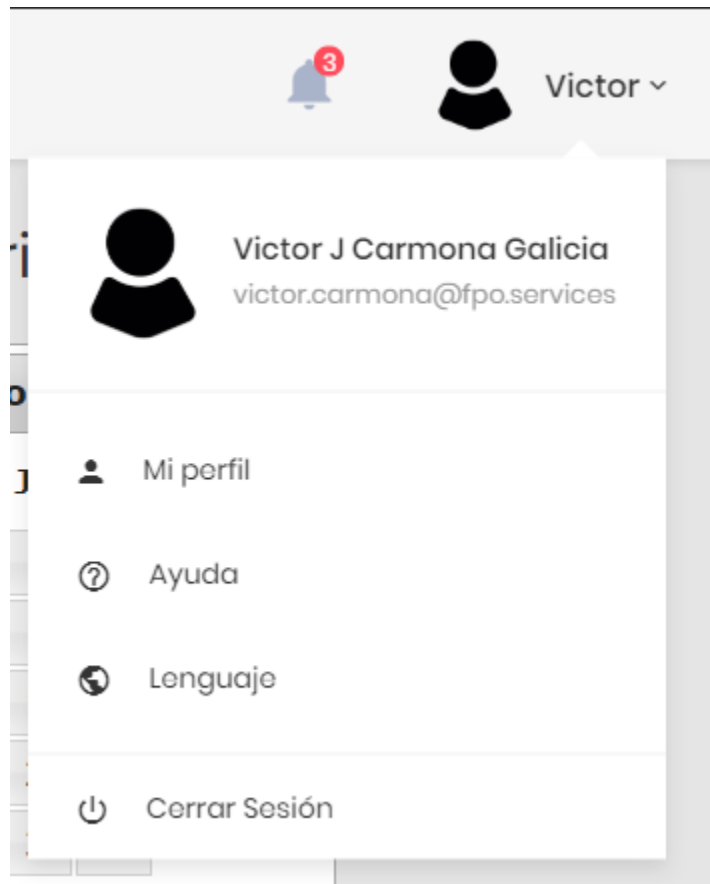 3
Victor
Victor J Carmona Galicia
victor.carmona@fpo.services
Mi perfil
Ayuda
Lenguaje
Cerrar Sesión